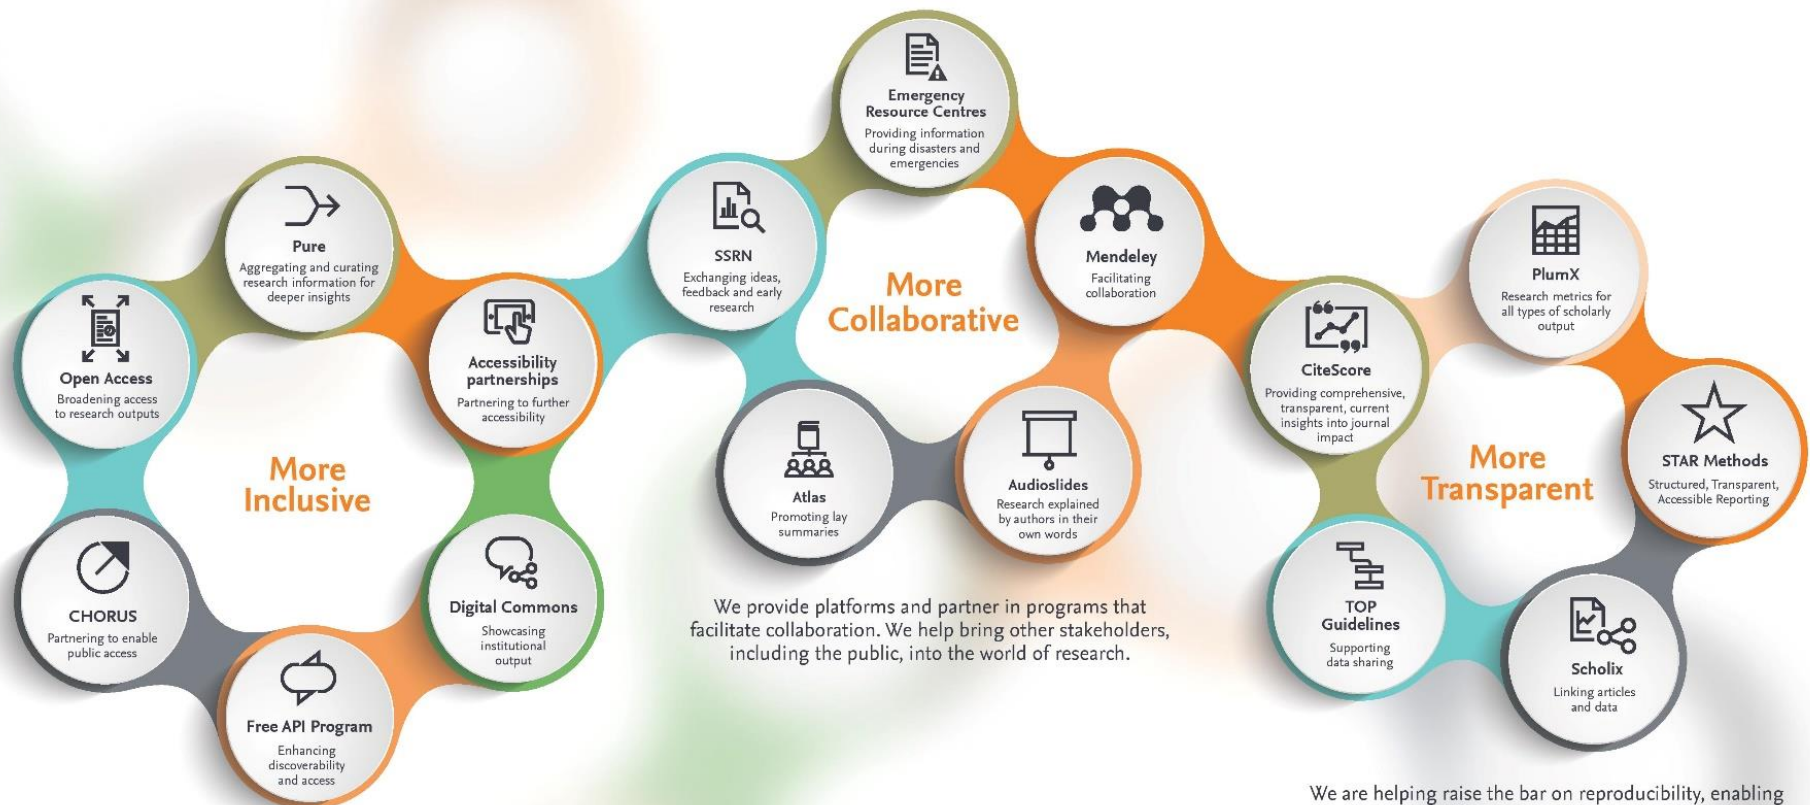 Pure
Aggregating and curating
research information for
deeper insights
Open Access
Broadening access
to research outputs
Accessibility
partnerships
Partnering to further
accessibility
More
Inclusive
CHORUS
Partnering to enable
public access
Digital Commons
Showcasing
institutional
output
Free API Program
Enhancing
discoverability
and access
Emergency
Resource Centres
Providing information
during disasters and
emergencies
SSRN
Exchanging ideas,
feedback and early
research
Mendeley
Facilitating
collaboration
More
Collaborative
Atlas
Promoting lay
summaries
Audioslides
Research explained
by authors in their
own words
We provide platforms and partner in programs that
facilitate collaboration. We help bring other stakeholders,
including the public, into the world of research.
PlumX
Research metrics for
all types of scholarly
output
CiteScore
Providing comprehensive,
transparent, current
insights into journal
impact
STAR Methods
Structured, Transparent,
Accessible Reporting
More
Transparent
TOP
Guidelines
Supporting
data sharing
Scholix
Linking articles
and data
We are helping raise the bar on reproducibility, enabling